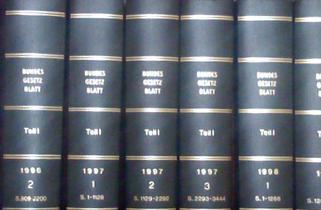 BUNDES
GESETZ
BLATT
Teil I
1996
2
S. 909-2200
BUNDES
GESETZ
BLATT
Teil I
1997
1
S. 1-1128
BUNDES
GESETZ
BLATT
Teil I
1997
2
S. 1129-2292
BUNDES
GESETZ
BLATT
Teil I
1997
3
S. 2293-3444
BUNDES
GESETZ
BLATT
Teil I
1998
1